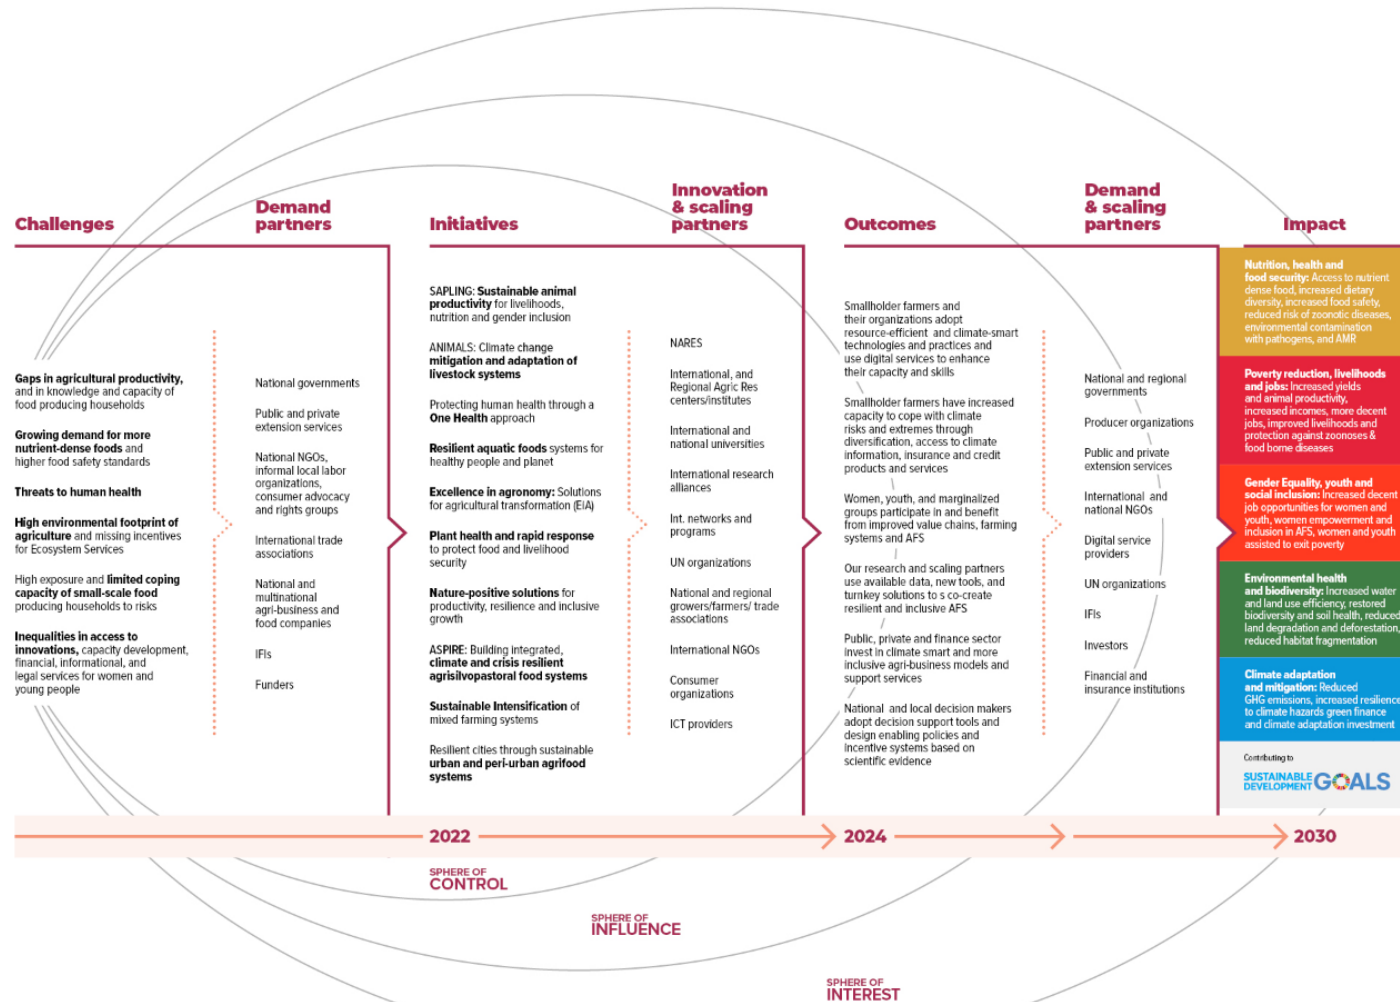 Challenges
Gaps in agricultural productivity,
and in knowledge and capacity of
food producing households
Growing demand for more
nutrient-dense foods and
higher food safety standards
Threats to human health
High environmental footprint of
agriculture and missing incentives
for Ecosystem Services
High exposure and limited coping
capacity of small-scale food
producing households to risks
Inequalities in access to
innovations, capacity development,
financial, informational, and
legal services for women and
young people
Demand
partners
National governments
Public and private
extension services
National NGOs,
informal local labor
organizations,
consumer advocacy
and rights groups
International trade
associations
National and
multinational
agri-business and
food companies
IFIs
Funders
Initiatives
SAPLING: Sustainable animal
productivity for livelihoods,
nutrition and gender inclusion
ANIMALS: Climate change
mitigation and adaptation of
livestock systems
Protecting human health through a
One Health approach
Resilient aquatic foods systems for
healthy people and planet
Excellence in agronomy: Solutions
for agricultural transformation (EiA)
Plant health and rapid response
to protect food and livelihood
security
Nature-positive solutions for
productivity, resilience and inclusive
growth
ASPIRE: Building integrated,
climate and crisis resilient
agrisilvopastoral food systems
Sustainable Intensification of
mixed farming systems
Resilient cities through sustainable
urban and peri-urban agrifood
systems
Innovation
& scaling
partners
NARES
International, and
Regional Agric Res
centers/institutes
International and
national universities
International research
alliances
Int. networks and
programs
UN organizations
National and regional
growers/farmers/ trade
associations
International NGOs
Consumer
organizations
ICT providers
Outcomes
Smallholder farmers and
their organizations adopt
resource-efficient and climate-smart
technologies and practices and
use digital services to enhance
their capacity and skills
Smallholder farmers have increased
capacity to cope with climate
risks and extremes through
diversification, access to climate
information, insurance and credit
products and services
Women, youth, and marginalized
groups participate in and benefit
from improved value chains, farming
systems and AFS
Our research and scaling partners
use available data, new tools, and
turnkey solutions to s co-create
resilient and inclusive AFS
Public, private and finance sector
invest in climate smart and more
inclusive agri-business models and
support services
National and local decision makers
adopt decision support tools and
design enabling policies and
incentive systems based on
scientific evidence
Demand
& scaling
partners
National and regional
governments
Producer organizations
Public and private
extension services
International and
national NGOs
Digital service
providers
UN organizations
IFIs
Investors
Financial and
insurance institutions
Impact
Nutrition, health and
food security: Access to nutrient
dense food, increased dietary
diversity, increased food safety,
reduced risk of zoonotic diseases,
environmental contamination
with pathogens, and AMR
Poverty reduction, livelihoods
and jobs: Increased yields
and animal productivity,
increased incomes, more decent
jobs, improved livelihoods and
protection against zoonoses &
food borne diseases
Gender Equality, youth and
social inclusion: Increased decent
job opportunities for women and
youth, women empowerment and
inclusion in AFS, women and youth
assisted to exit poverty
Environmental health
and biodiversity: Increased water
and land use efficiency, restored
biodiversity and soil health, reduced
land degradation and deforestation,
reduced habitat fragmentation
Climate adaptation
and mitigation: Reduced
GHG emissions, increased resilience
to climate hazards green finance
and climate adaptation investment
Contributing to
SUSTAINABLE
DEVELOPMENT GOALS
2022
2024
2030
SPHERE OF
CONTROL
SPHERE OF
INFLUENCE
SPHERE OF
INTEREST